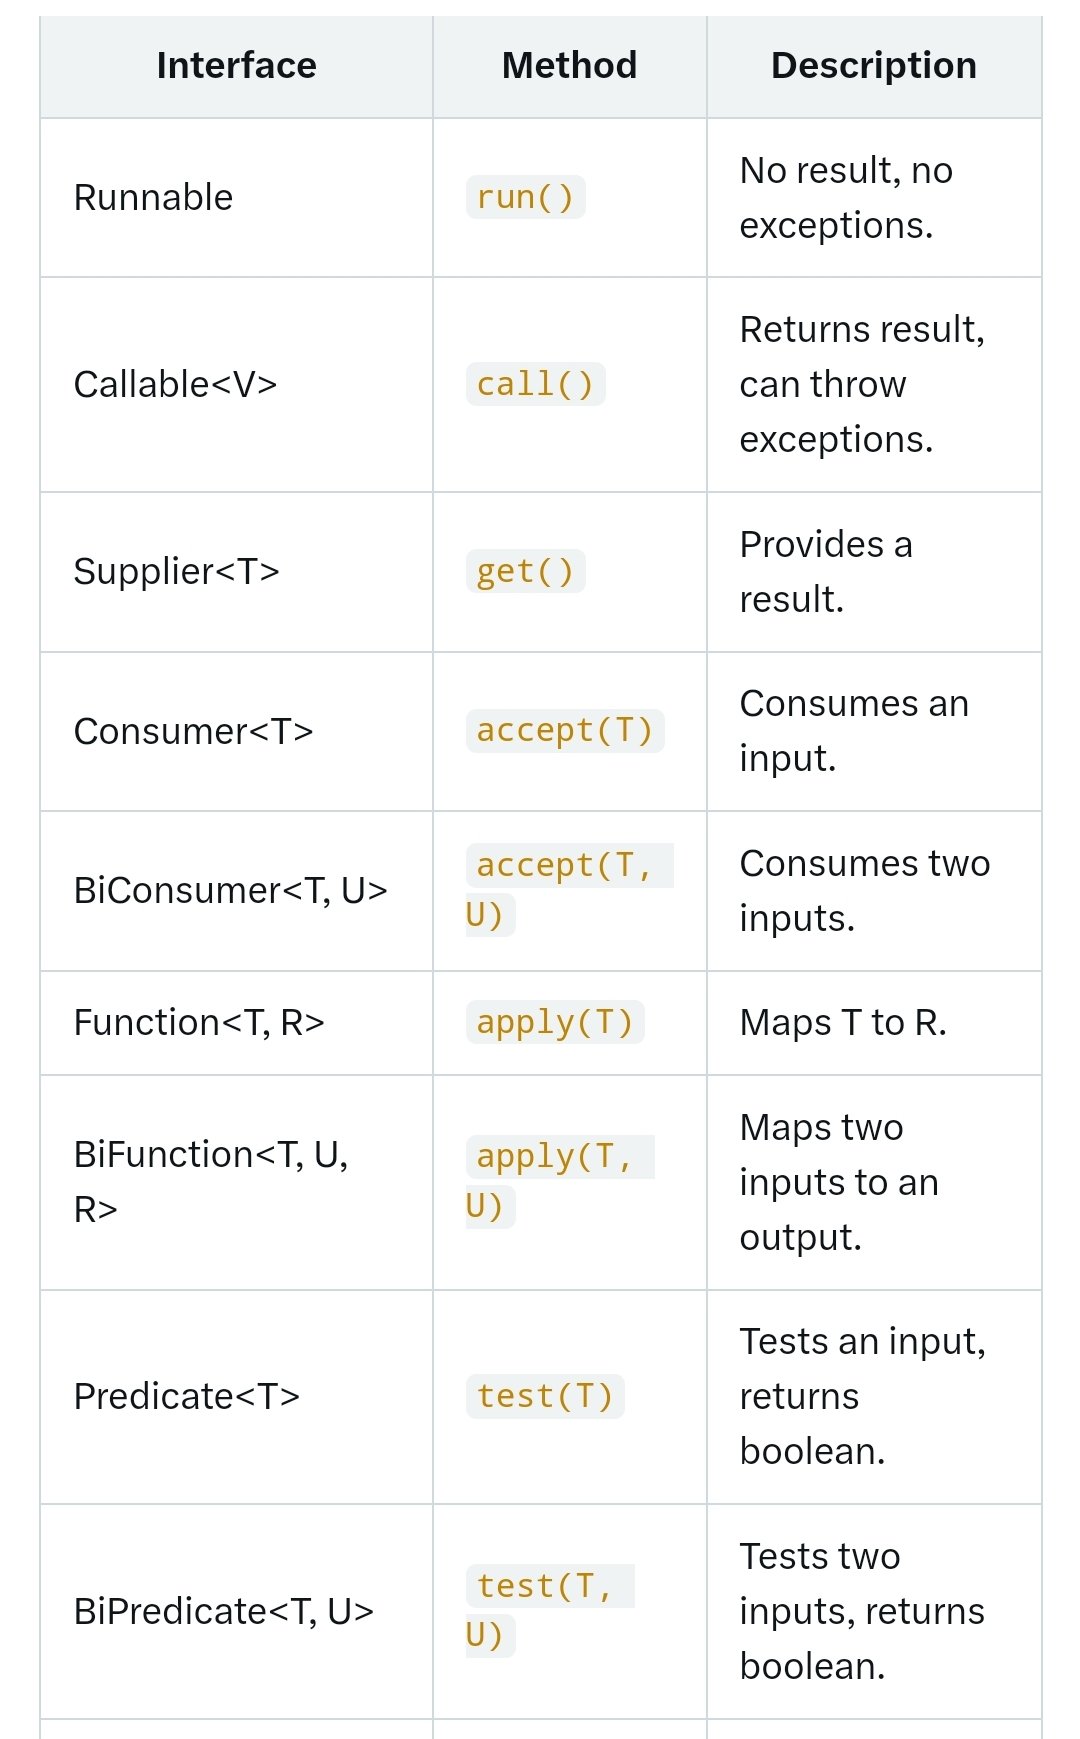 Interface Method Description
Runnable run() No result, no
exceptions.
Callable<V> call() Returns result,
can throw
exceptions.
Supplier<T> get() Provides a
result.
Consumer<T> accept(T) Consumes an
input.
BiConsumer<T, U> accept(T,
U) Consumes two
inputs.
Function<T, R> apply(T) Maps T to R.
BiFunction<T, U,
R> apply(T,
U) Maps two
inputs to an
output.
Predicate<T> test(T) Tests an input,
returns
boolean.
BiPredicate<T, U> test(T,
U) Tests two
inputs, returns
boolean.